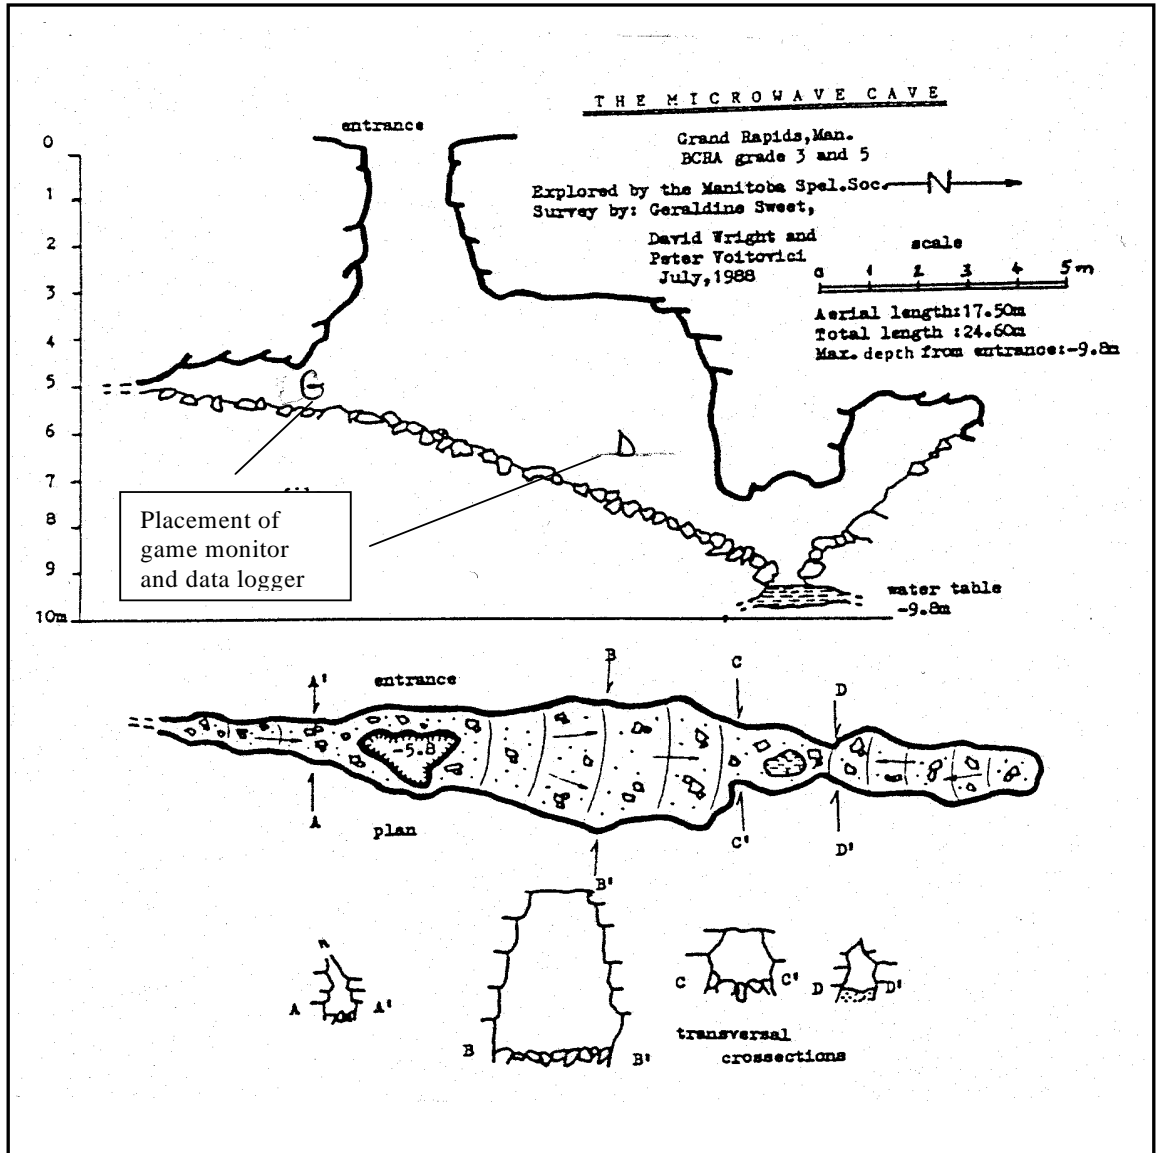 THE MICROWAVE CAVE
Grand Rapids,Man.
BCRA grade 3 and 5
Explored by the Manitoba Spel.Soc.
N
Survey by: Geraldine Sweet,
David Wright and
Peter Voitovici
July,1988
scale
0 1 2 3 4 5m
Aerial length:17.50m
Total length :24.60m
Max. depth from entrance:-9.8m
entrance
0
1
2
3
4
5
6
7
8
9
10m
G
D
Placement of
game monitor
and data logger
water table
-9.8m
A'
entrance
B
C
D
-5.8
A
plan
B'
C'
D'
A A'
B B'
C C'
D D'
transversal
crossections